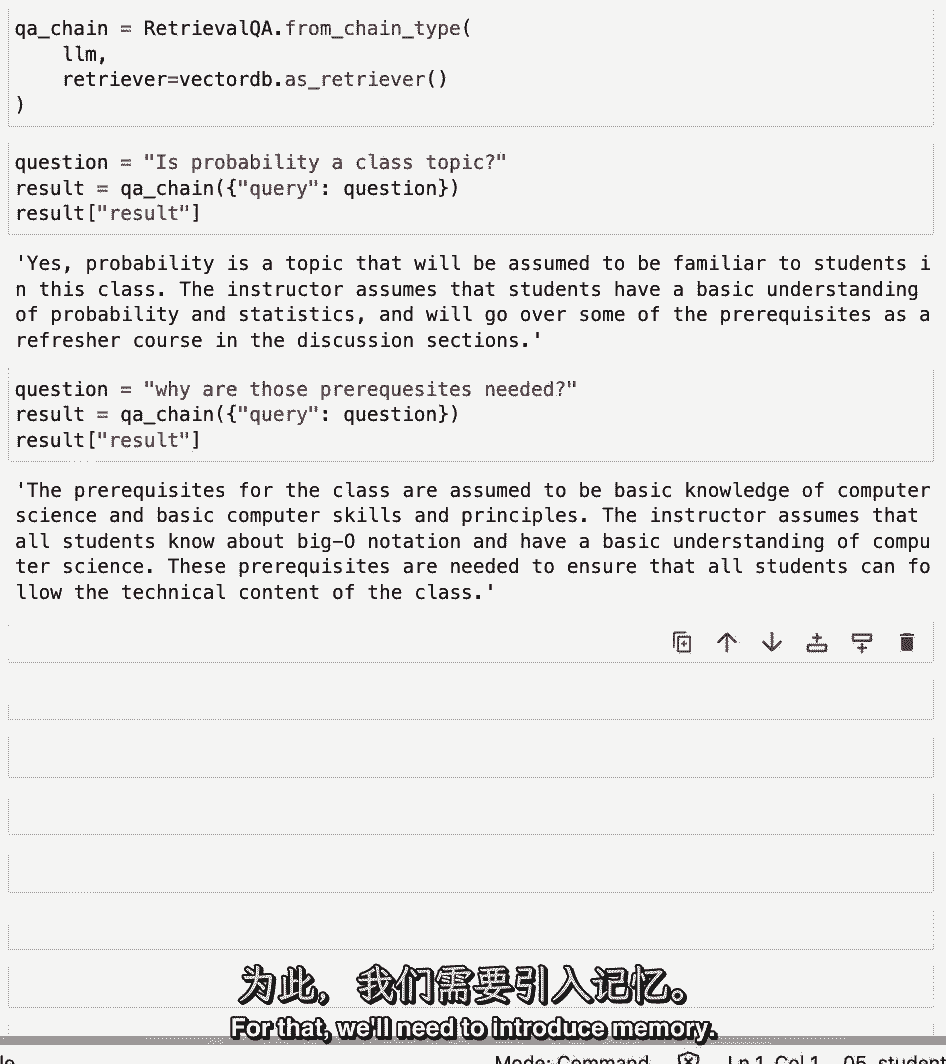 qa_chain = RetrievalQA.from_chain_type(
    llm,
    retriever=vectordb.as_retriever()
)
question = "Is probability a class topic?"
result = qa_chain({"query": question})
result["result"]
'Yes, probability is a topic that will be assumed to be familiar to students i
n this class. The instructor assumes that students have a basic understanding
of probability and statistics, and will go over some of the prerequisites as a
refresher course in the discussion sections.'
question = "why are those prerequesites needed?"
result = qa_chain({"query": question})
result["result"]
'The prerequisites for the class are assumed to be basic knowledge of computer
science and basic computer skills and principles. The instructor assumes that
all students know about big-O notation and have a basic understanding of compu
ter science. These prerequisites are needed to ensure that all students can fo
llow the technical content of the class.'
为此，我们需要引入记忆。
For that, we'll need to introduce memory.
Mode: Command Ln 1, Col 1 05_student